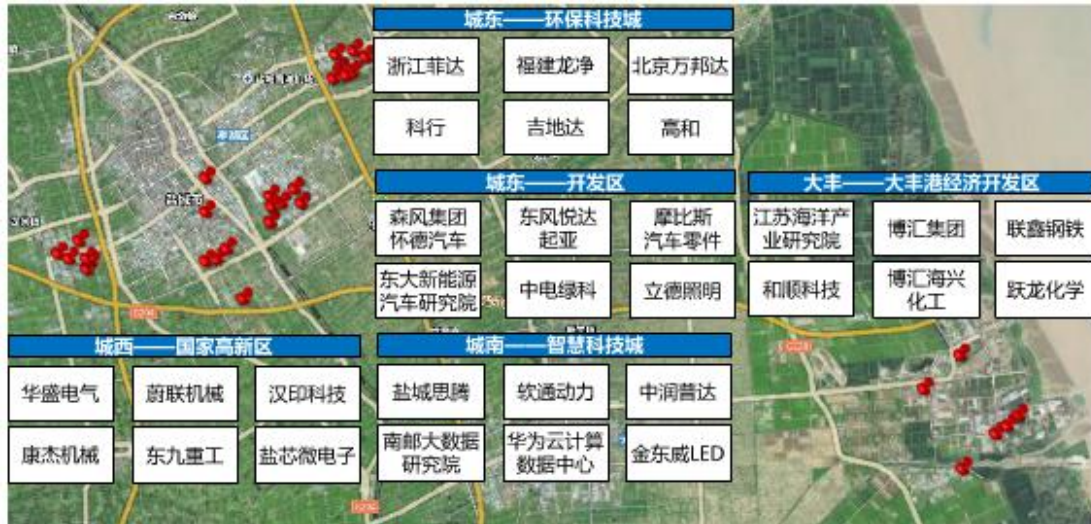 城东——环保科技城
浙江菲达
福建龙净
北京万邦达
科行
吉地达
高和
城东——开发区
森风集团
怀德汽车
东风悦达
起亚
摩比斯
汽车零件
东大新能源
汽车研究院
中电绿科
立德照明
大丰——大丰港经济开发区
江苏海洋产
业研究院
博汇集团
联鑫钢铁
和顺科技
博汇海兴
化工
跃龙化学
城西——国家高新区
华盛电气
蔚联机械
汉印科技
康杰机械
东九重工
盐芯微电子
城南——智慧科技城
盐城思腾
软通动力
中润普达
南邮大数据
研究院
华为云计算
数据中心
金东威LED
亭湖区
盐城市
G204
G228